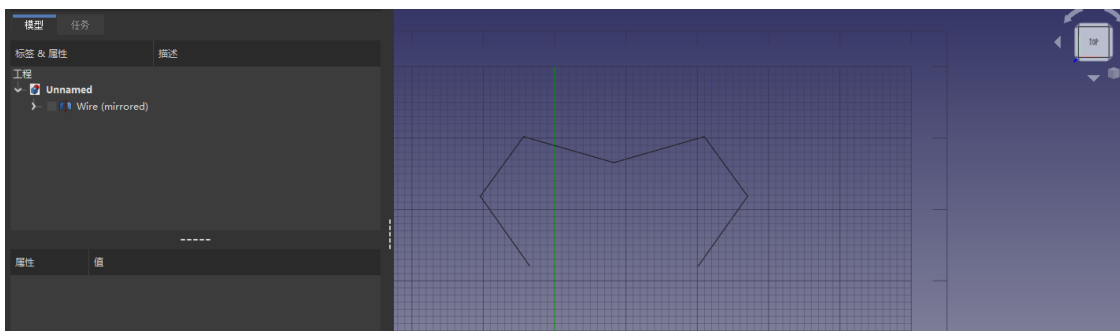 模型 任务
标签 & 属性 描述
工程
Unnamed
Wire (mirrored)
属性 值
TOP